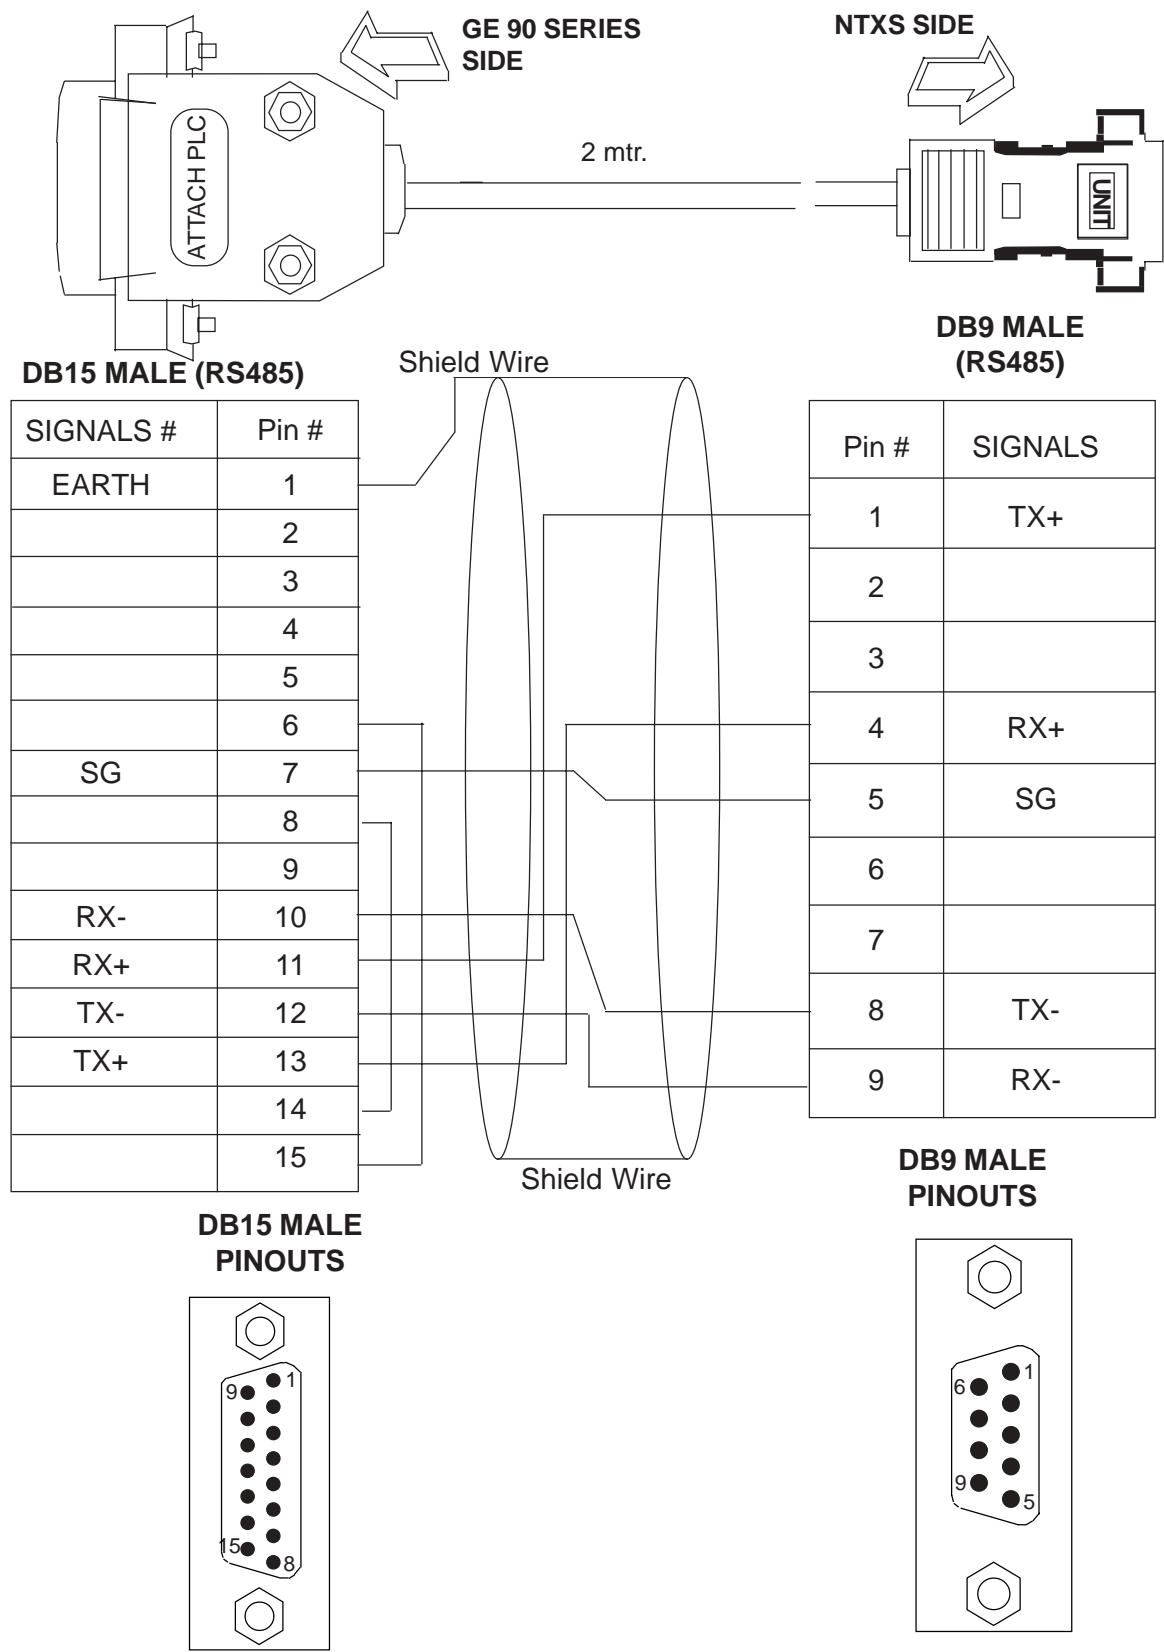 GE 90 SERIES
SIDE
NTXS SIDE
ATTACH PLC
2 mtr.
UNIT
DB15 MALE (RS485)
Shield Wire
DB9 MALE
(RS485)
SIGNALS # Pin #
EARTH 1
2
3
4
5
6
SG 7
8
9
RX- 10
RX+ 11
TX- 12
TX+ 13
14
15
Pin # SIGNALS
1 TX+
2
3
4 RX+
5 SG
6
7
8 TX-
9 RX-
Shield Wire
DB15 MALE
PINOUTS
9 1
15 8
DB9 MALE
PINOUTS
6 1
9 5